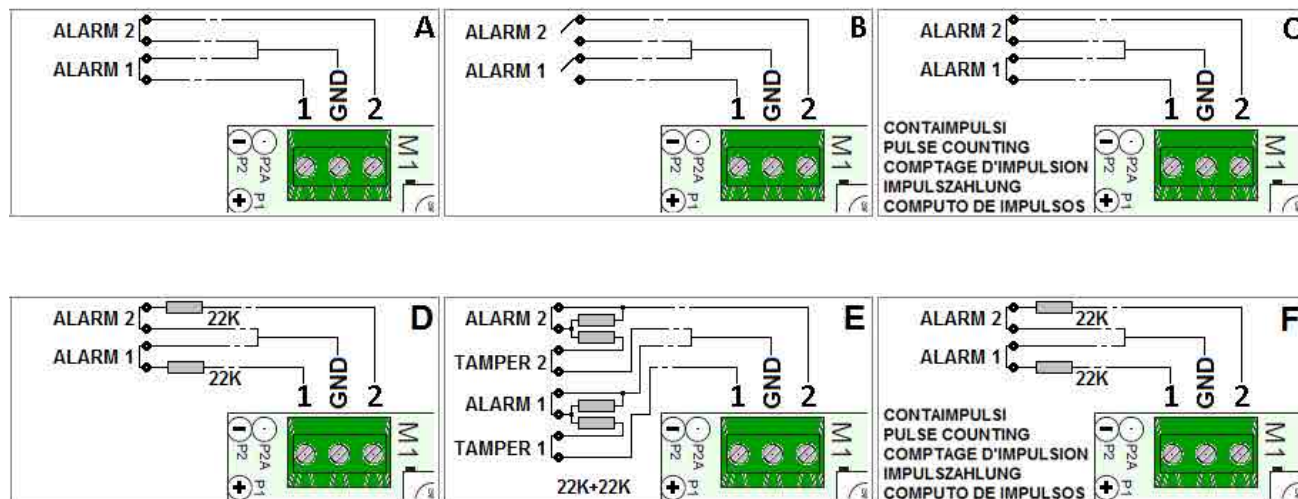 ALARM 2
ALARM 1
A
1 GND 2
P2 P2A P1
M1
ALARM 2
ALARM 1
B
1 GND 2
P2 P2A P1
M1
ALARM 2
ALARM 1
C
1 GND 2
CONTAIMPULSI
PULSE COUNTING
COMPTAGE D'IMPULSION
IMPULSZAHLUNG
COMPUTO DE IMPULSOS
P2 P2A P1
M1
ALARM 2
22K
ALARM 1
22K
D
1 GND 2
P2 P2A P1
M1
ALARM 2
TAMPER 2
ALARM 1
TAMPER 1
22K+22K
E
1 GND 2
P2 P2A P1
M1
ALARM 2
22K
ALARM 1
22K
F
1 GND 2
CONTAIMPULSI
PULSE COUNTING
COMPTAGE D'IMPULSION
IMPULSZAHLUNG
COMPUTO DE IMPULSOS
P2 P2A P1
M1